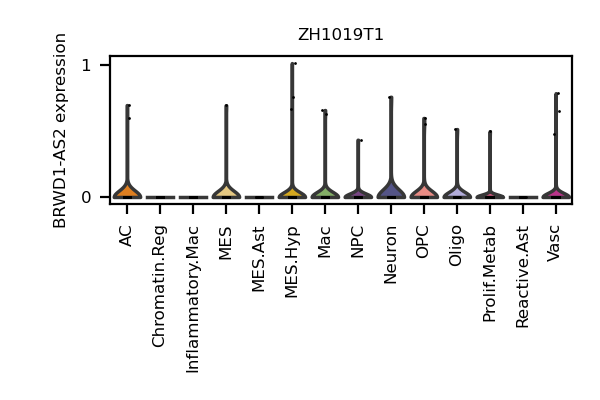 ZH1019T1
BRWD1-AS2 expression
1
0
AC
Chromatin.Reg
Inflammatory.Mac
MES
MES.Ast
MES.Hyp
Mac
NPC
Neuron
OPC
Oligo
Prolif.Metab
Reactive.Ast
Vasc